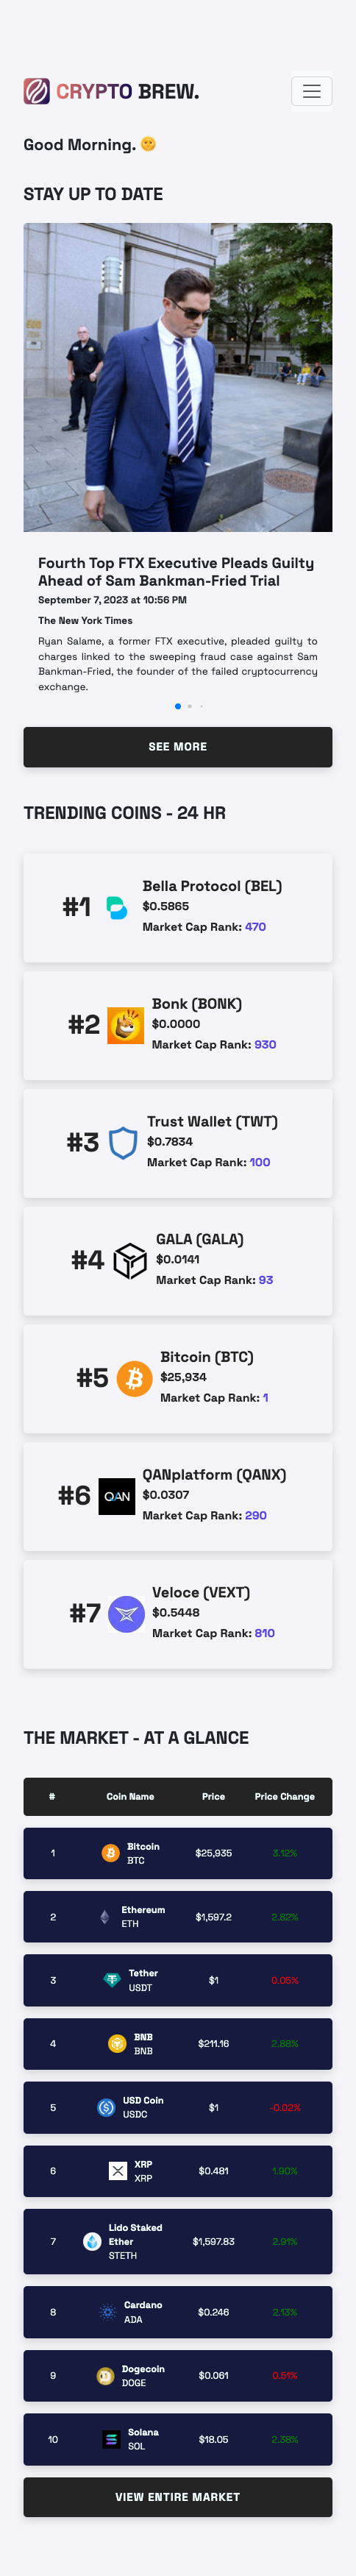 CRYPTO BREW.
Good Morning.
STAY UP TO DATE
Fourth Top FTX Executive Pleads Guilty
Ahead of Sam Bankman-Fried Trial
September 7, 2023 at 10:56 PM
The New York Times
Ryan Salame, a former FTX executive, pleaded guilty to
charges linked to the sweeping fraud case against Sam
Bankman-Fried, the founder of the failed cryptocurrency
exchange.
SEE MORE
TRENDING COINS - 24 HR
#1
Bella Protocol (BEL)
$0.5865
Market Cap Rank: 470
#2
Bonk (BONK)
$0.0000
Market Cap Rank: 930
#3
Trust Wallet (TWT)
$0.7834
Market Cap Rank: 100
#4
GALA (GALA)
$0.0141
Market Cap Rank: 93
#5
Bitcoin (BTC)
$25,934
Market Cap Rank: 1
#6
QAN
QANplatform (QANX)
$0.0307
Market Cap Rank: 290
#7
Veloce (VEXT)
$0.5448
Market Cap Rank: 810
THE MARKET - AT A GLANCE
# Coin Name Price Price Change
1 Bitcoin BTC $25,935 3.12%
2 Ethereum ETH $1,597.2 2.82%
3 Tether USDT $1 0.05%
4 BNB BNB $211.16 2.88%
5 USD Coin USDC $1 -0.02%
6 XRP XRP $0.481 1.90%
7 Lido Staked Ether STETH $1,597.83 2.91%
8 Cardano ADA $0.246 2.13%
9 Dogecoin DOGE $0.061 0.51%
10 Solana SOL $18.05 2.38%
VIEW ENTIRE MARKET